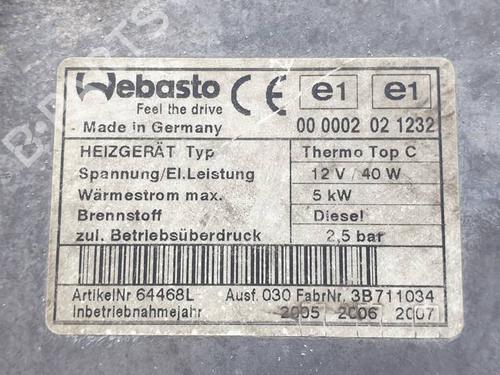 Webasto
Feel the drive
CE e1 e1
Made in Germany 00 0002 02 1232
HEIZGERÄT Typ Thermo Top C
Spannung/El.Leistung 12 V / 40 W
Wärmestrom max. 5 kW
Brennstoff Diesel
zul. Betriebsüberdruck 2,5 bar
ArtikelNr 64468L Ausf. 030 FabrNr. 3B711034
Inbetriebnahmejahr 2005 2006 2007